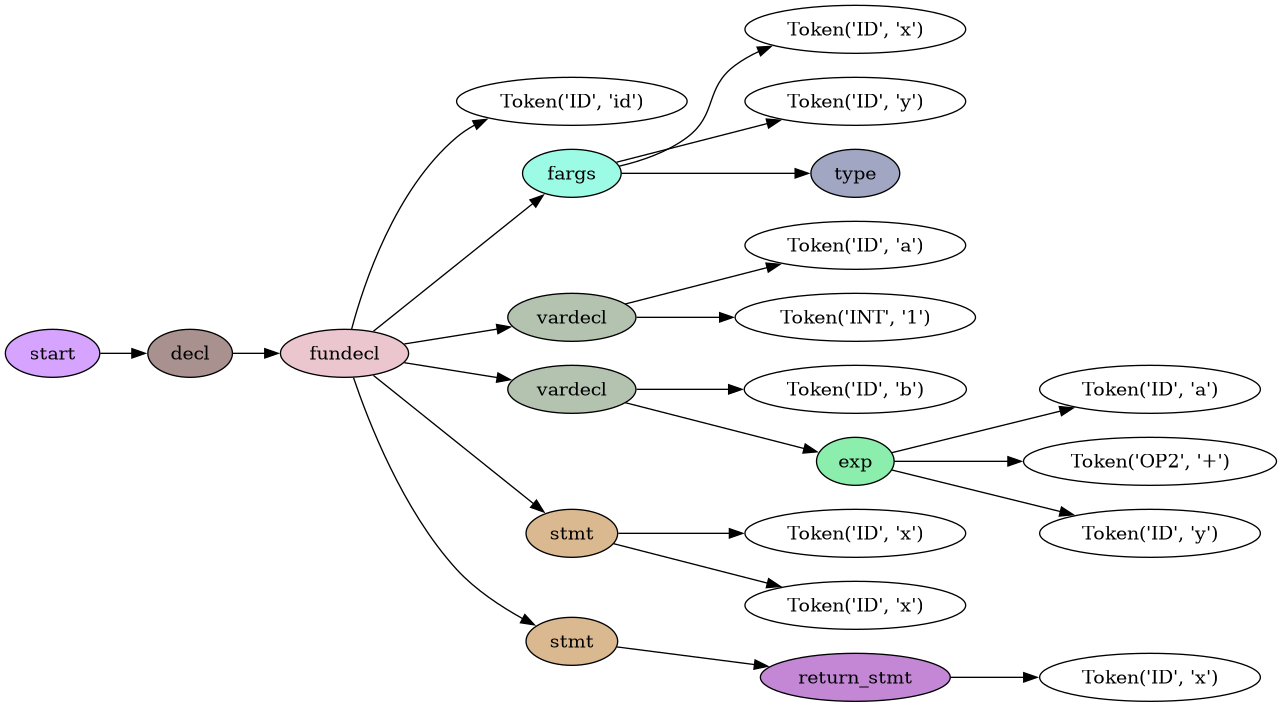 Token('ID', 'x')
Token('ID', 'id')
Token('ID', 'y')
fargs
type
Token('ID', 'a')
vardecl
Token('INT', '1')
start
decl
fundecl
vardecl
Token('ID', 'b')
Token('ID', 'a')
exp
Token('OP2', '+')
stmt
Token('ID', 'x')
Token('ID', 'y')
Token('ID', 'x')
stmt
return_stmt
Token('ID', 'x')